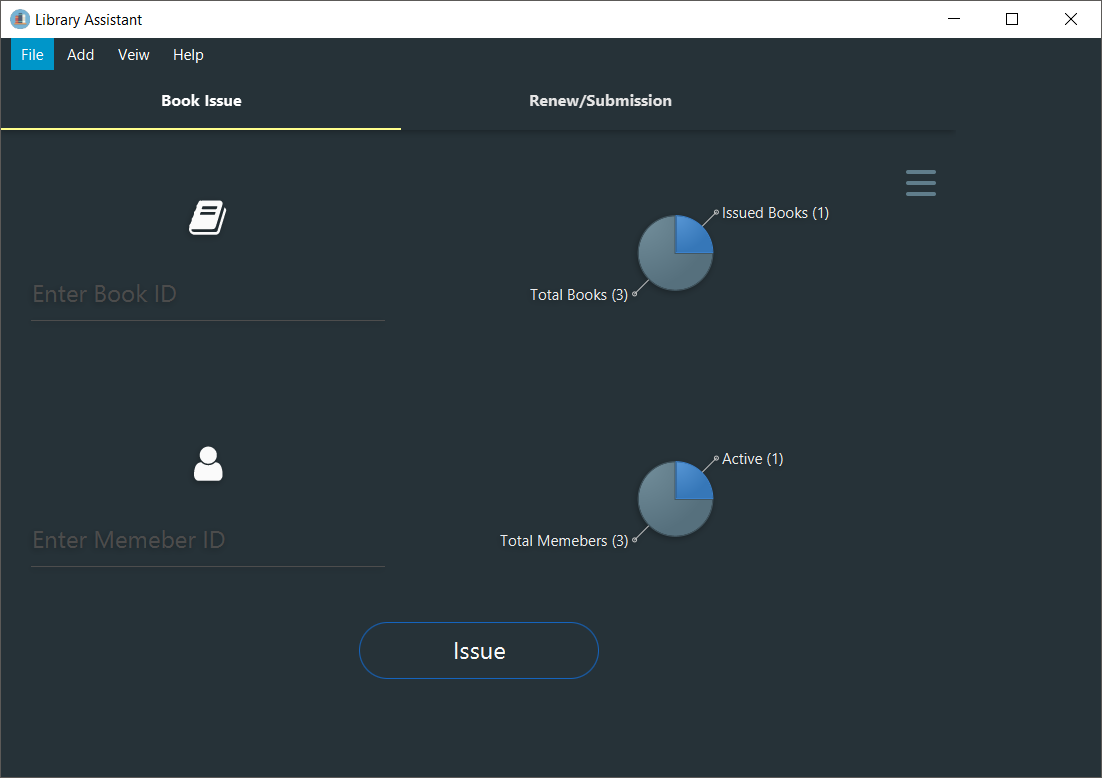 Library Assistant
File Add Veiw Help
Book Issue Renew/Submission
Issued Books (1)
Enter Book ID
Total Books (3)
Active (1)
Enter Memeber ID
Total Memebers (3)
Issue